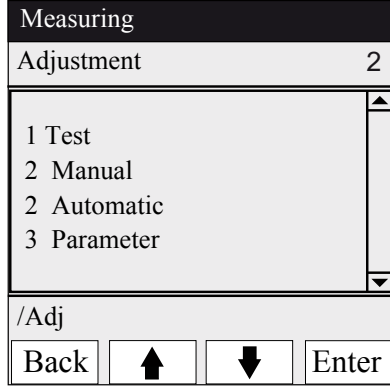 Measuring
Adjustment 2
1 Test
2 Manual
2 Automatic
3 Parameter
/Adj
Back Enter